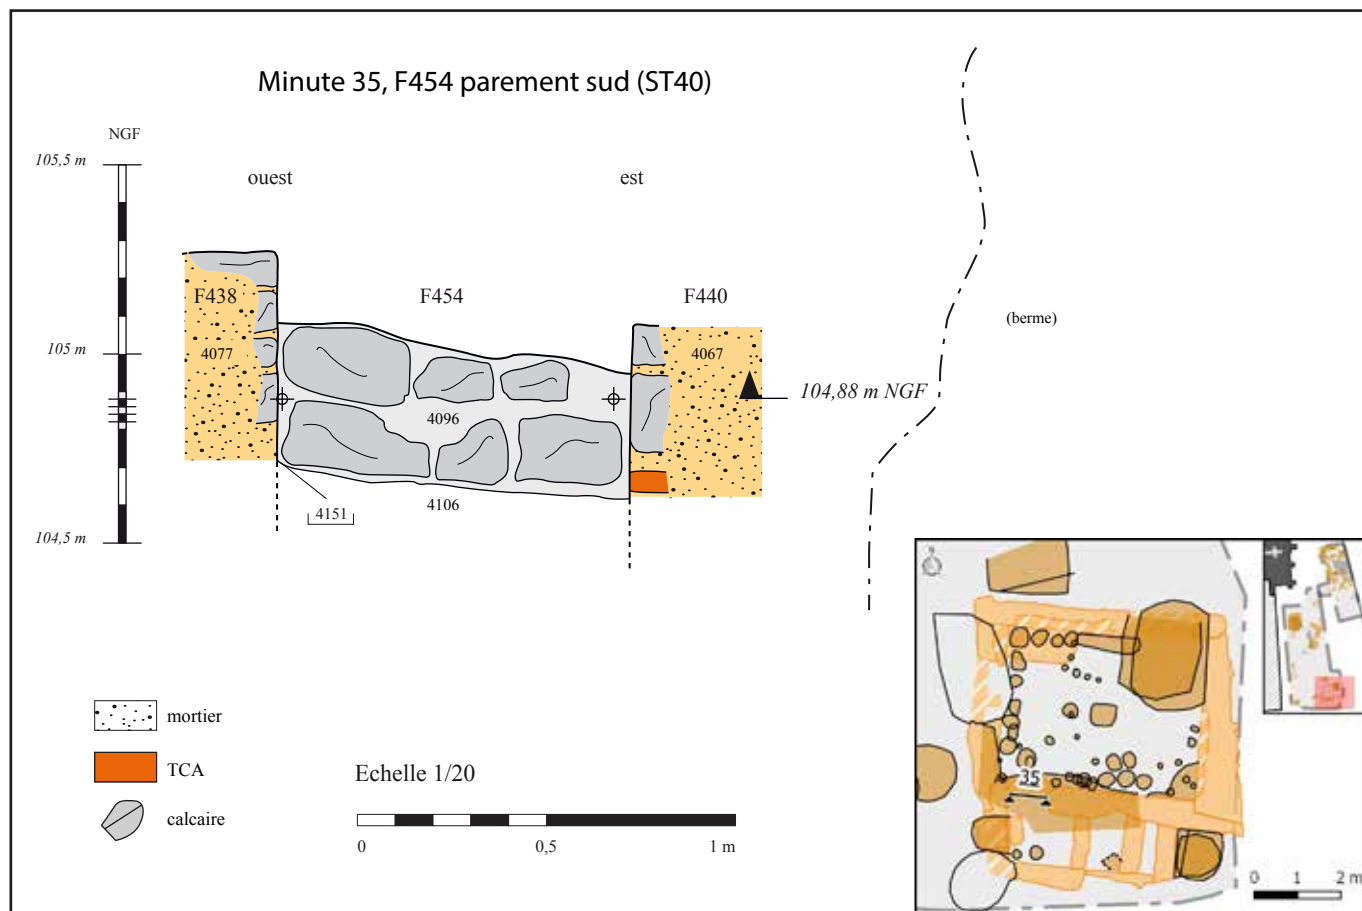 Minute 35, F454 parement sud (ST40)
NGF
105,5 m
ouest
est
F438
F454
F440
(berme)
4077
105 m
4067
104,88 m NGF
4096
4151
4106
104,5 m
mortier
TCA
Echelle 1/20
calcaire
0
0,5
1 m
35
0
1
2 m